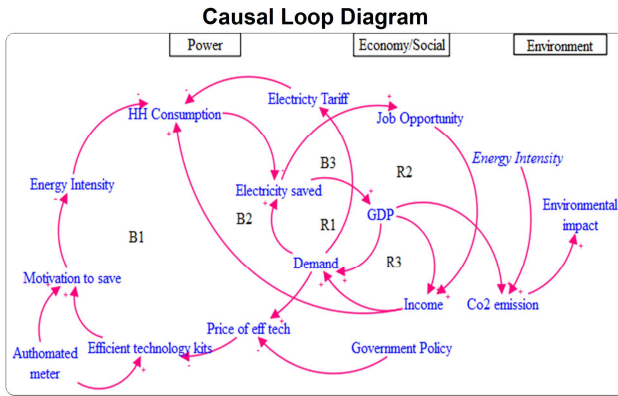 Causal Loop Diagram
Power
Economy/Social
Environment
HH Consumption
Electricty Tariff
Job Opportunity
Energy Intensity
Energy Intensity
Electricity saved
B3
R2
GDP
Environmental
impact
B1
B2
R1
Demand
R3
Motivation to save
Income
Co2 emission
Price of eff tech
Authomated
meter
Efficient technology kits
Government Policy